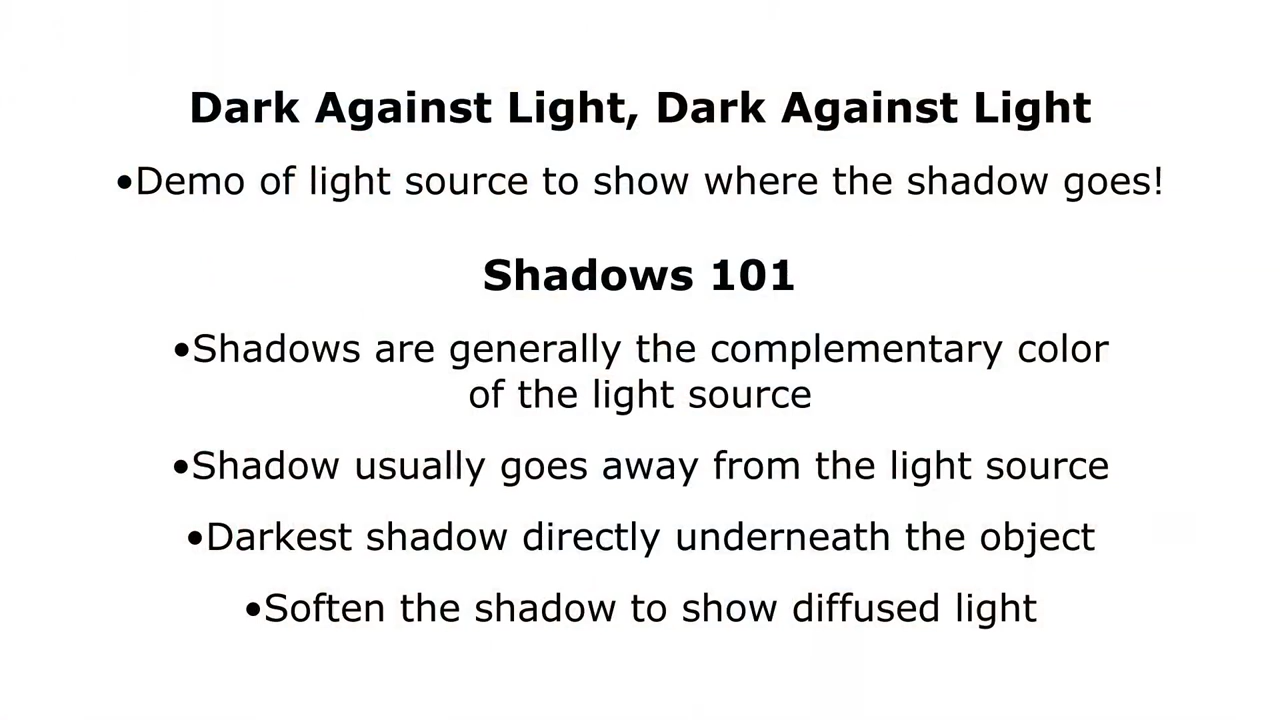 Dark Against Light, Dark Against Light
•Demo of light source to show where the shadow goes!
Shadows 101
•Shadows are generally the complementary color
of the light source
•Shadow usually goes away from the light source
•Darkest shadow directly underneath the object
•Soften the shadow to show diffused light